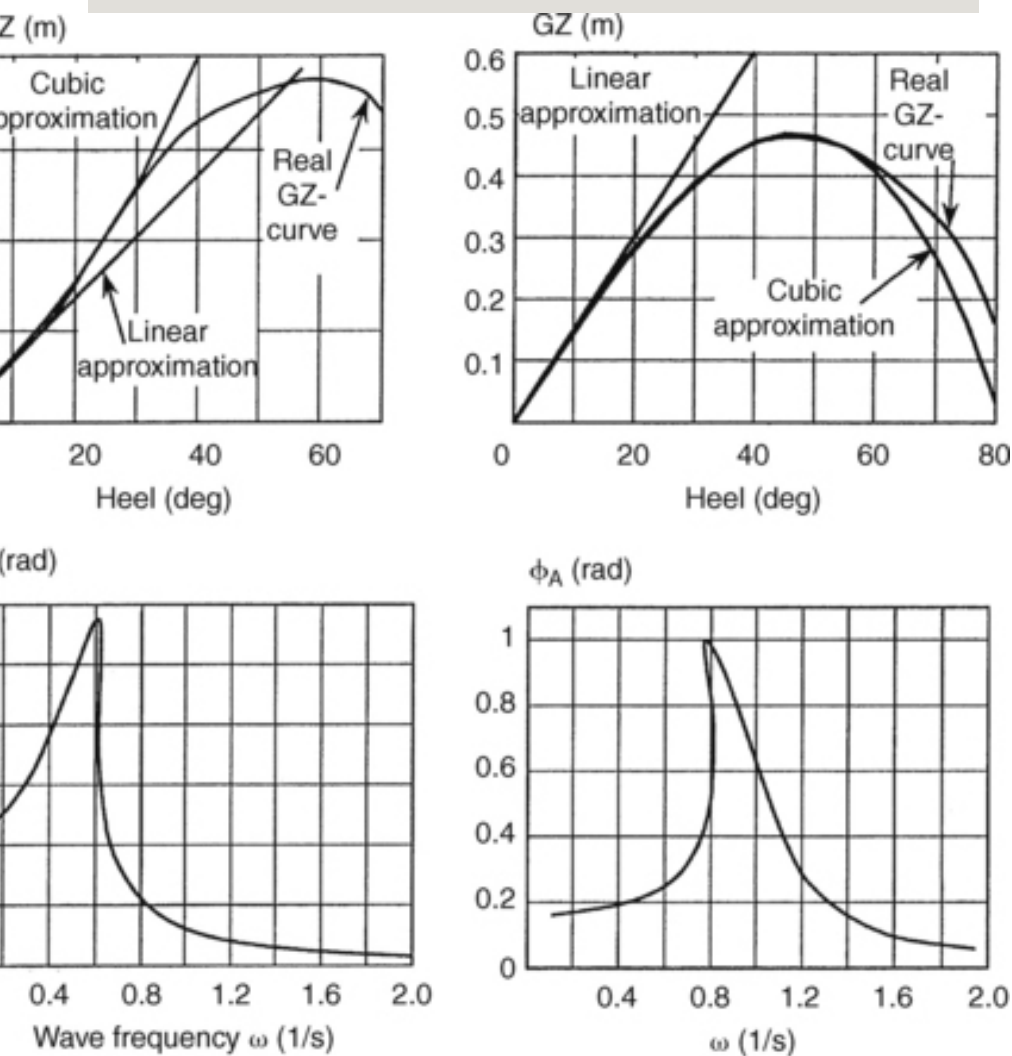 Z (m)
Cubic
pproximation
Real
GZ-
curve
Linear
approximation
20 40 60
Heel (deg)
GZ (m)
0.6
0.5
0.4
0.3
0.2
0.1
Linear
approximation
Real
GZ-
curve
Cubic
approximation
0 20 40 60 80
Heel (deg)
(rad)
0.4 0.8 1.2 1.6 2.0
Wave frequency ω (1/s)
ϕA (rad)
1
0.8
0.6
0.4
0.2
0
0.4 0.8 1.2 1.6 2.0
ω (1/s)